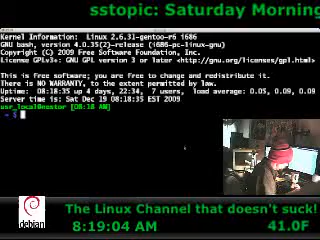 sstopic: Saturday Morning
Kernel Information:  Linux 2.6.31-gentoo-r6 i686
GNU bash, version 4.0.35(2)-release (i686-pc-linux-gnu)
Copyright (C) 2009 Free Software Foundation, Inc.
License GPLv3+: GNU GPL version 3 or later <http://gnu.org/licenses/gpl.html>
This is free software; you are free to change and redistribute it.
There is NO WARRANTY, to the extent permitted by law.
Uptime:  08:18:35 up 4 days, 22:34,  7 users,  load average: 0.05, 0.09, 0.09
Server time is: Sat Dec 19 08:18:35 EST 2009
usr_local@nestor [08:18 AM]
~ $
debian
The Linux Channel that doesn't suck!
8:19:04 AM
41.0F